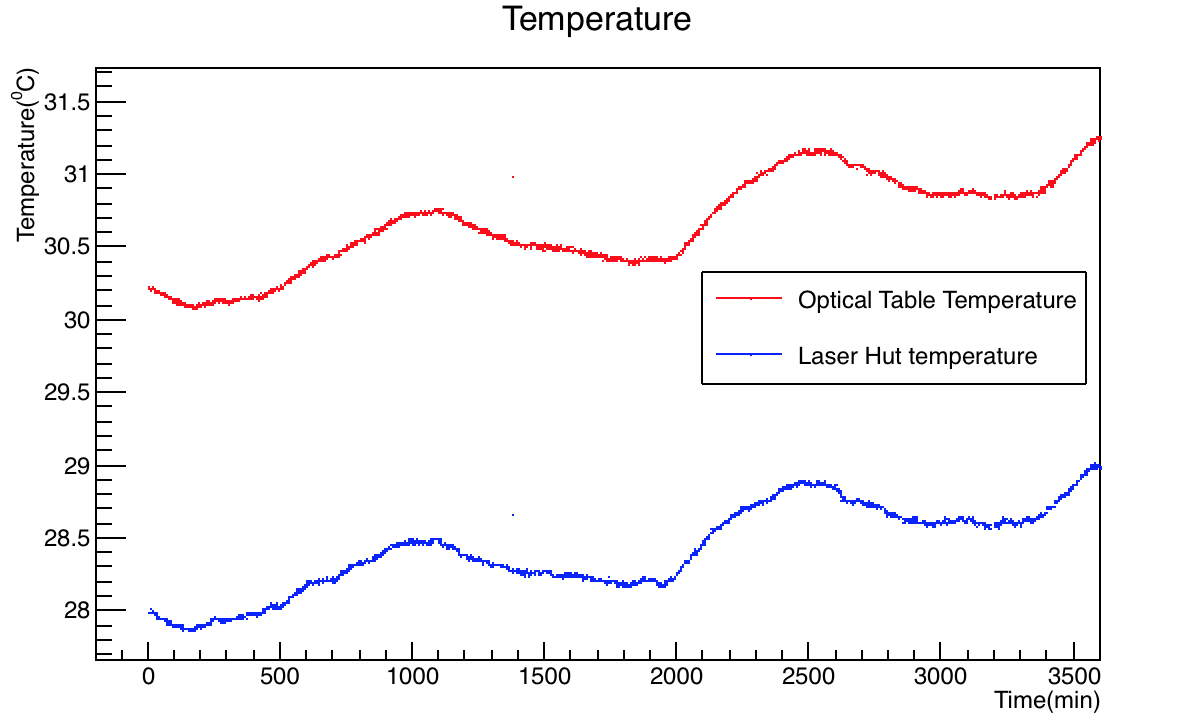 Temperature
Temperature(⁰C)
31.5
31
30.5
30
29.5
29
28.5
28
Optical Table Temperature
Laser Hut temperature
0 500 1000 1500 2000 2500 3000 3500
Time(min)